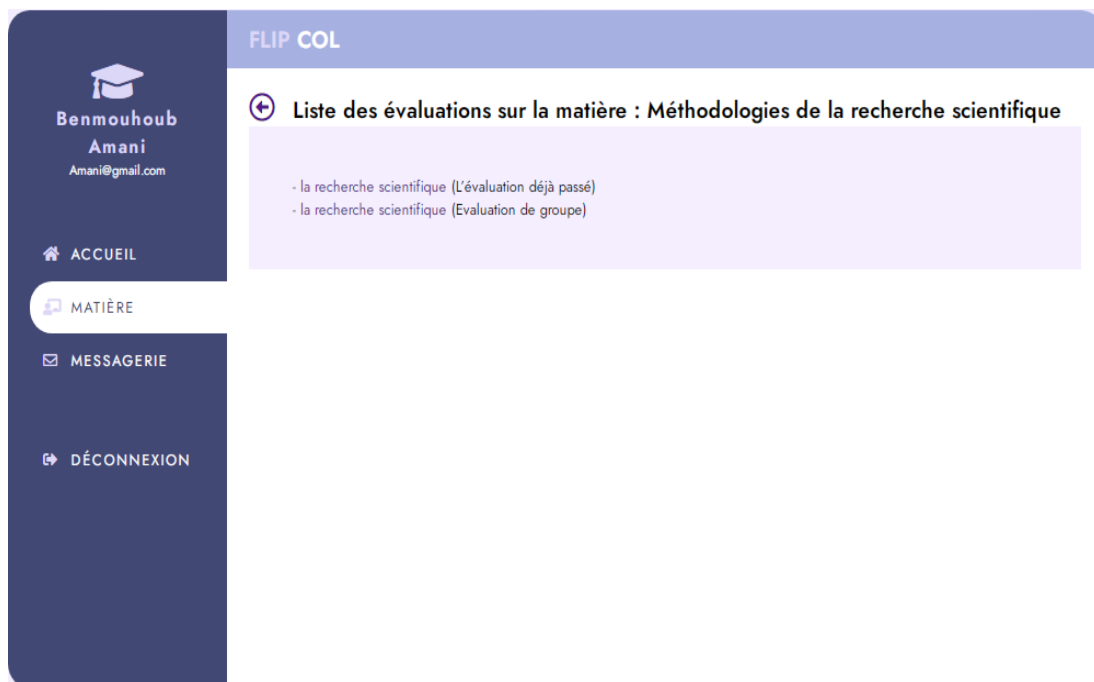 FLIP COL
Benmouhoub
Amani
Amani@gmail.com
ACCUEIL
MATIÈRE
MESSAGERIE
DÉCONNEXION
Liste des évaluations sur la matière : Méthodologies de la recherche scientifique
- la recherche scientifique (L'évaluation déjà passé)
- la recherche scientifique (Evaluation de groupe)